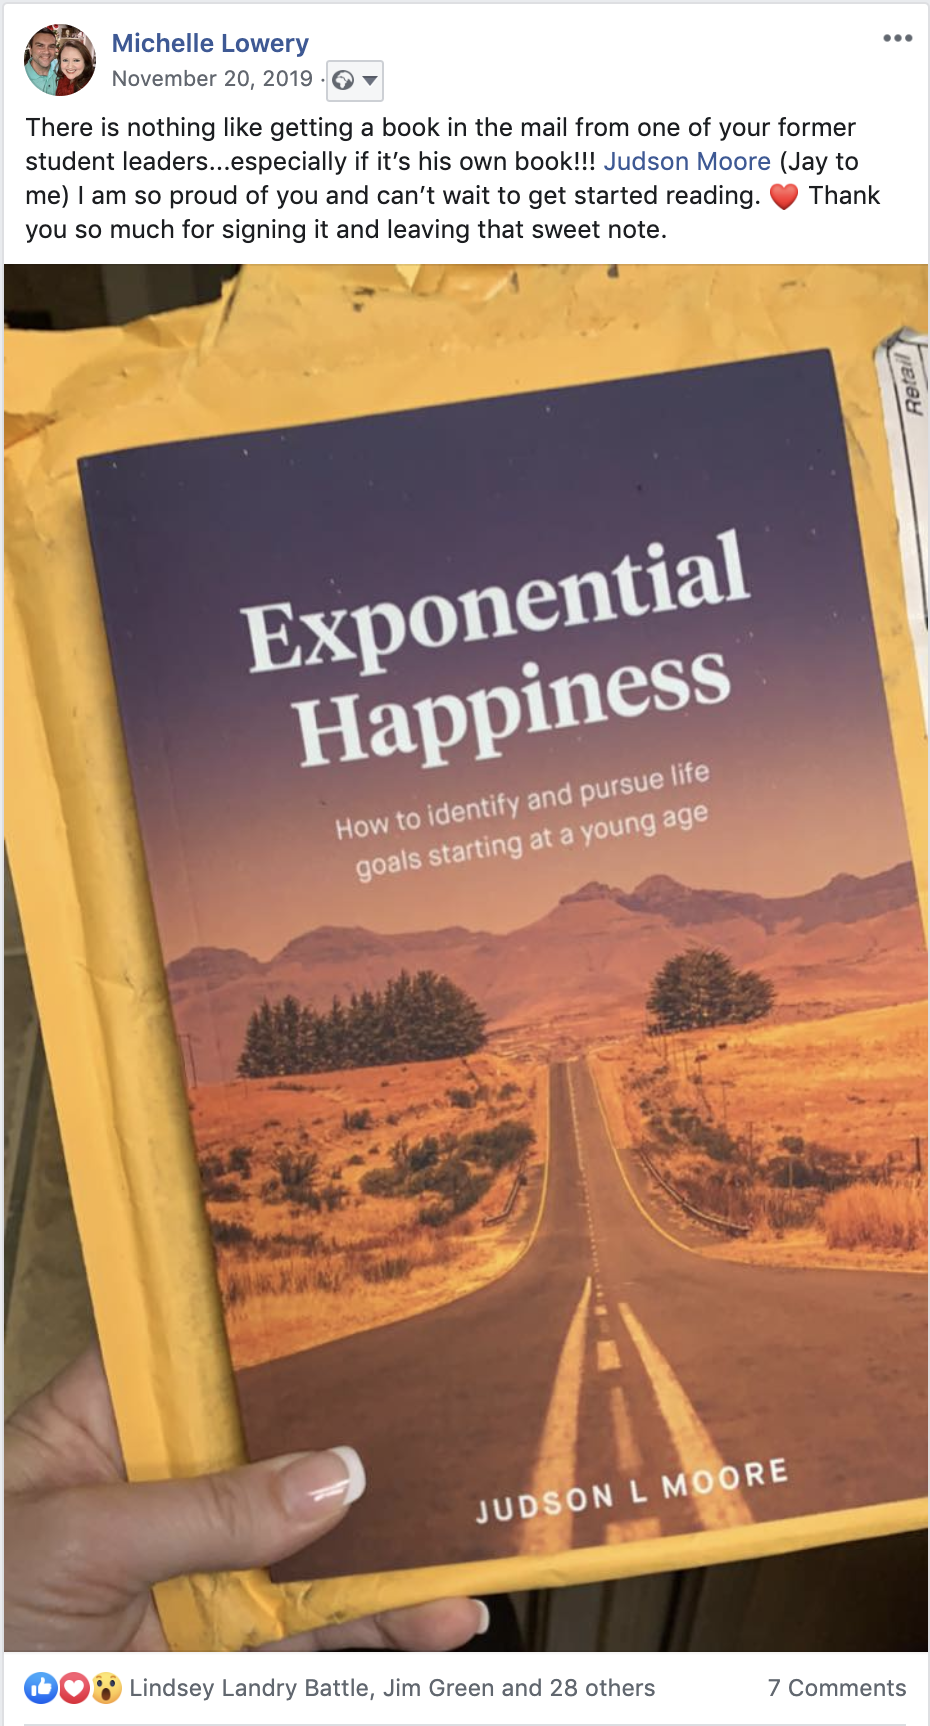 Michelle Lowery
November 20, 2019 ·
There is nothing like getting a book in the mail from one of your former
student leaders...especially if it's his own book!!! Judson Moore (Jay to
me) I am so proud of you and can't wait to get started reading. ❤️ Thank
you so much for signing it and leaving that sweet note.
Retail
Exponential
Happiness
How to identify and pursue life
goals starting at a young age
JUDSON L MOORE
Lindsey Landry Battle, Jim Green and 28 others
7 Comments